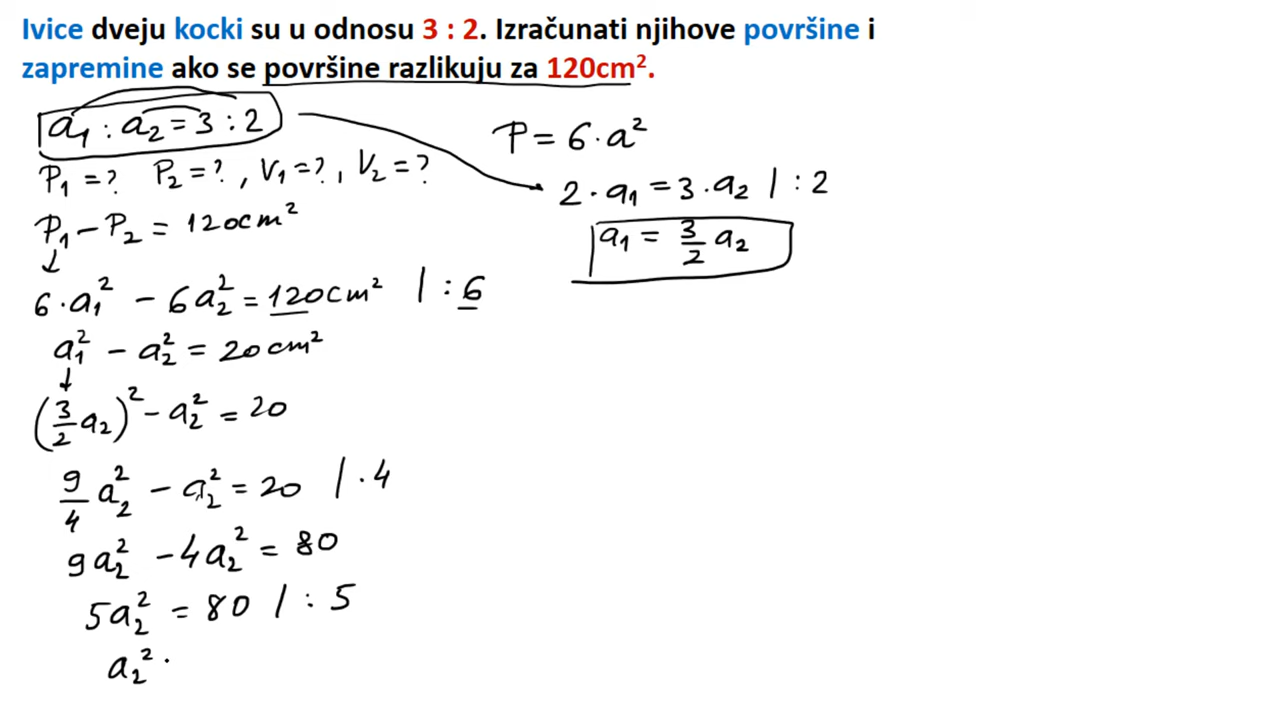 Ivice dveju kocki su u odnosu 3 : 2. Izračunati njihove površine i
zapremine ako se površine razlikuju za 120cm².
a₁ : a₂ = 3 : 2
P₁ = ? P₂ = ? , V₁ = ? , V₂ = ?
P₁ − P₂ = 120cm²
6 · a₁² − 6a₂² = 120cm² | : 6
a₁² − a₂² = 20cm²
(3/2 a₂)² − a₂² = 20
9/4 a₂² − a₂² = 20 | · 4
9a₂² − 4a₂² = 80
5a₂² = 80 | : 5
a₂²
P = 6 · a²
2 · a₁ = 3 · a₂ | : 2
a₁ = 3/2 a₂